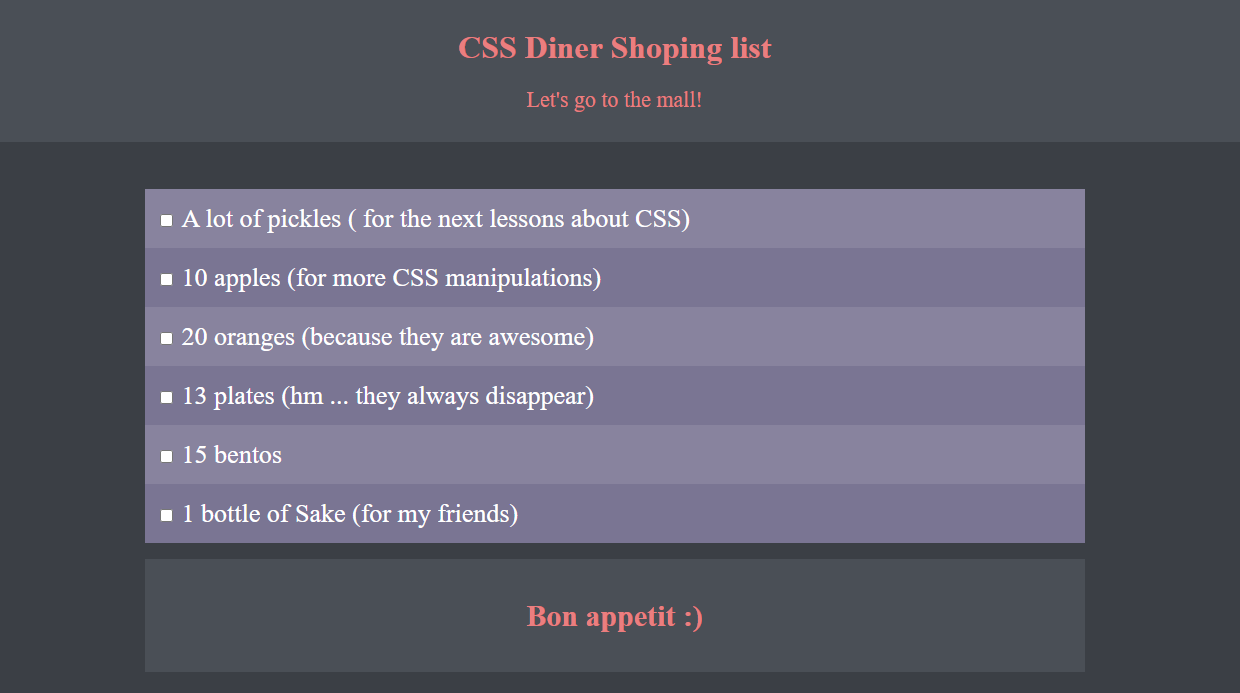 CSS Diner Shoping list
Let's go to the mall!
A lot of pickles ( for the next lessons about CSS)
10 apples (for more CSS manipulations)
20 oranges (because they are awesome)
13 plates (hm ... they always disappear)
15 bentos
1 bottle of Sake (for my friends)
Bon appetit :)